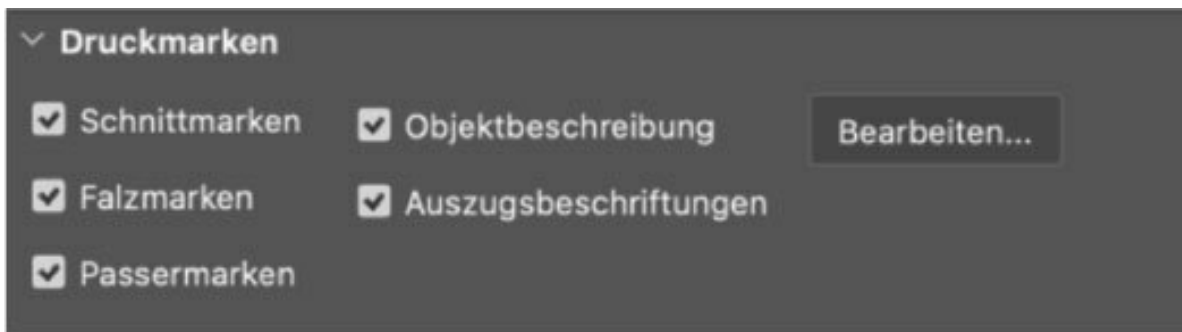 Druckmarken
Schnittmarken
Objektbeschreibung
Bearbeiten...
Falzmarken
Auszugsbeschriftungen
Passermarken